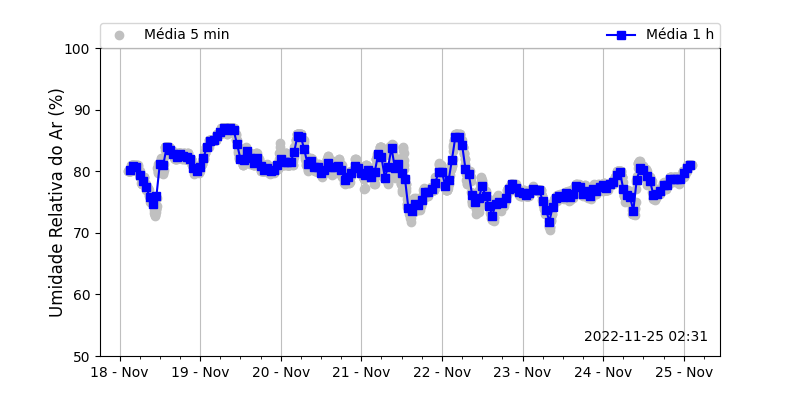 Média 5 min
Média 1 h
Umidade Relativa do Ar (%)
100
90
80
70
60
50
2022-11-25 02:31
18 - Nov
19 - Nov
20 - Nov
21 - Nov
22 - Nov
23 - Nov
24 - Nov
25 - Nov